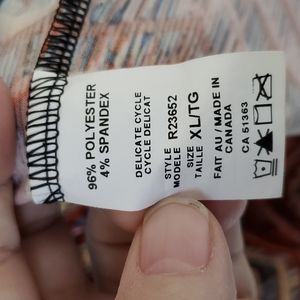 96% POLYESTER
4% SPANDEX
DELICATE CYCLE
CYCLE DELICAT
STYLE
MODELE R23652
SIZE
TAILLE XL/TG
FAIT AU / MADE IN
CANADA
CA 51363